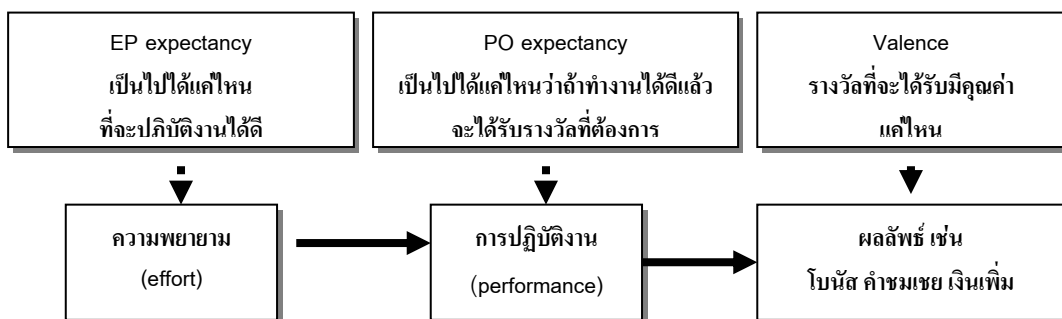 EP expectancy
เป็นไปได้แค่ไหน
ที่จะปฏิบัติงานได้ดี
PO expectancy
เป็นไปได้แค่ไหนว่าถ้าทำงานได้ดีแล้ว
จะได้รับรางวัลที่ต้องการ
Valence
รางวัลที่จะได้รับมีคุณค่า
แค่ไหน
ความพยายาม
(effort)
การปฏิบัติงาน
(performance)
ผลลัพธ์ เช่น
โบนัส คำชมเชย เงินเพิ่ม